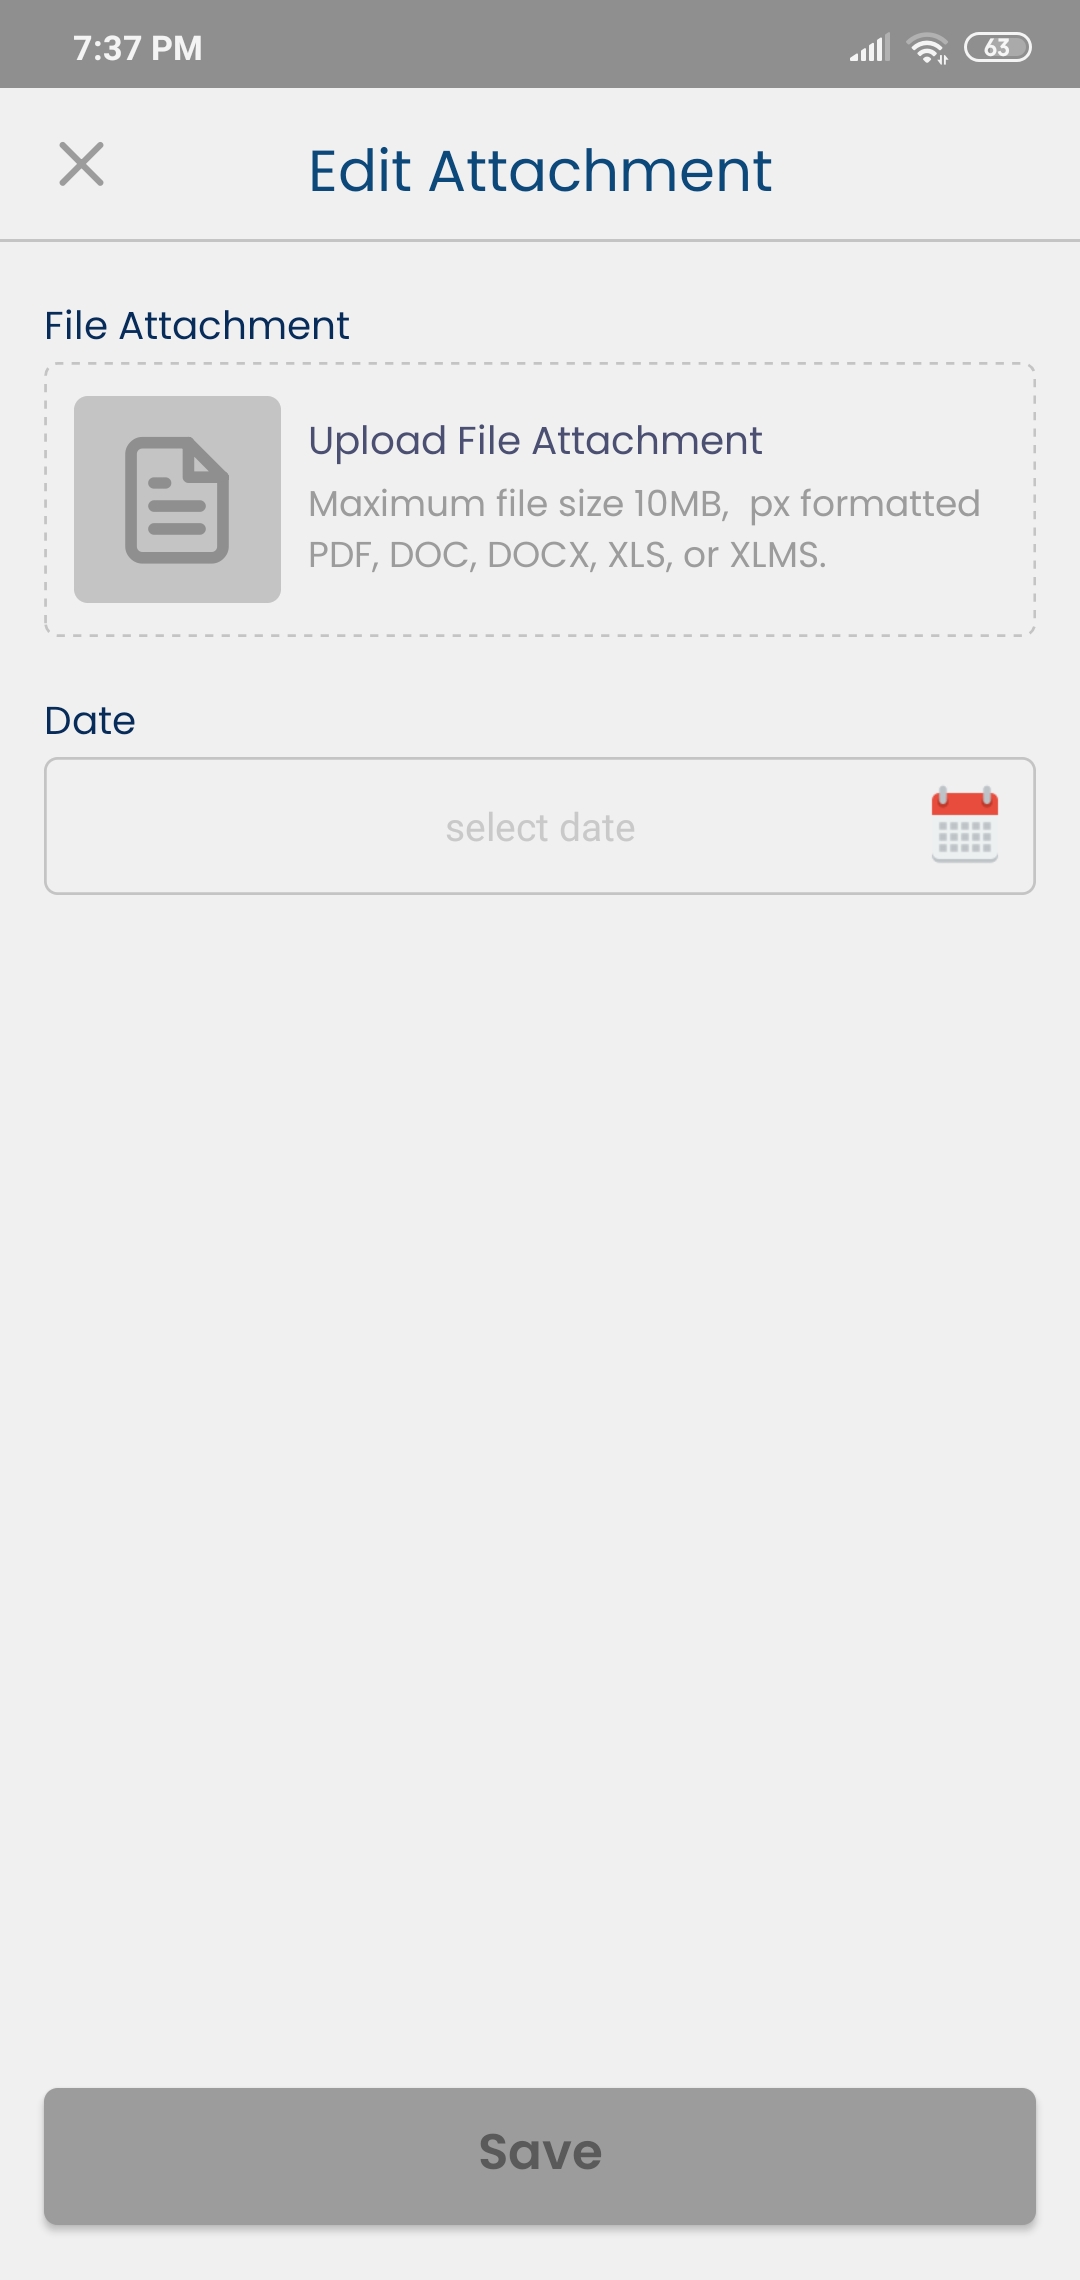 7:37 PM
63
Edit Attachment
File Attachment
Upload File Attachment
Maximum file size 10MB,  px formatted
PDF, DOC, DOCX, XLS, or XLMS.
Date
select date
Save